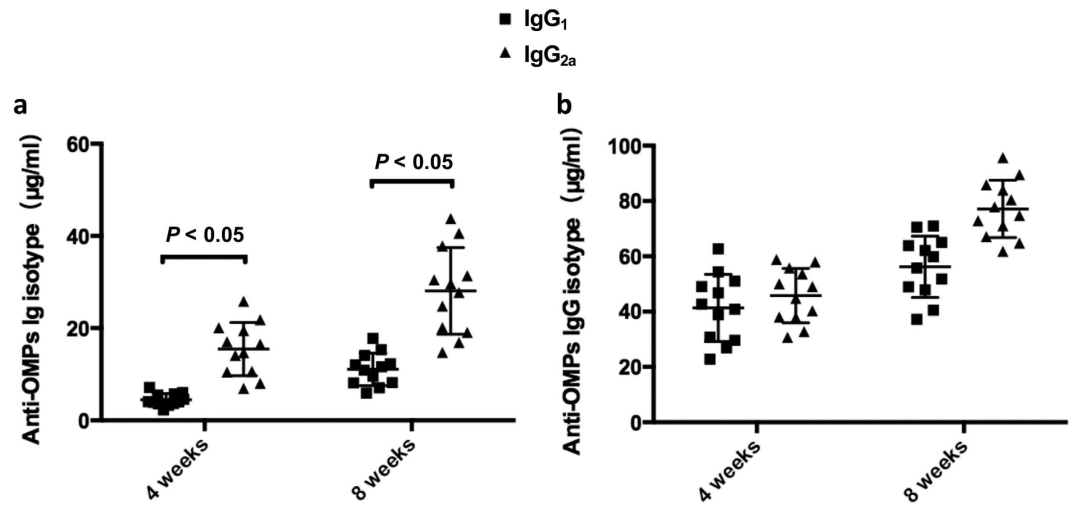 IgG₁
IgG₂ₐ
a
b
Anti-OMPs Ig isotype (μg/ml)
60
40
20
0
P < 0.05
P < 0.05
4 weeks
8 weeks
Anti-OMPs IgG isotype (μg/ml)
100
80
60
40
20
0
4 weeks
8 weeks